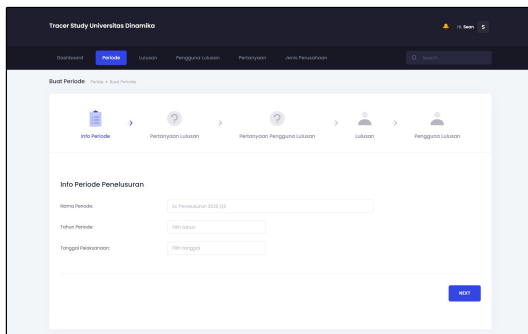 Tracer Study Universitas Dinamika
Hi, Sean S
Dashboard Periode Lulusan Pengguna Lulusan Pertanyaan Jenis Perusahaan Search...
Buat Periode Periode • Buat Periode
Info Periode > Pertanyaan Lulusan > Pertanyaan Pengguna Lulusan > Lulusan > Pengguna Lulusan
Info Periode Penelusuran
Nama Periode:
Tahun Periode: Pilih tahun
Tanggal Pelaksanaan: Pilih tanggal
NEXT